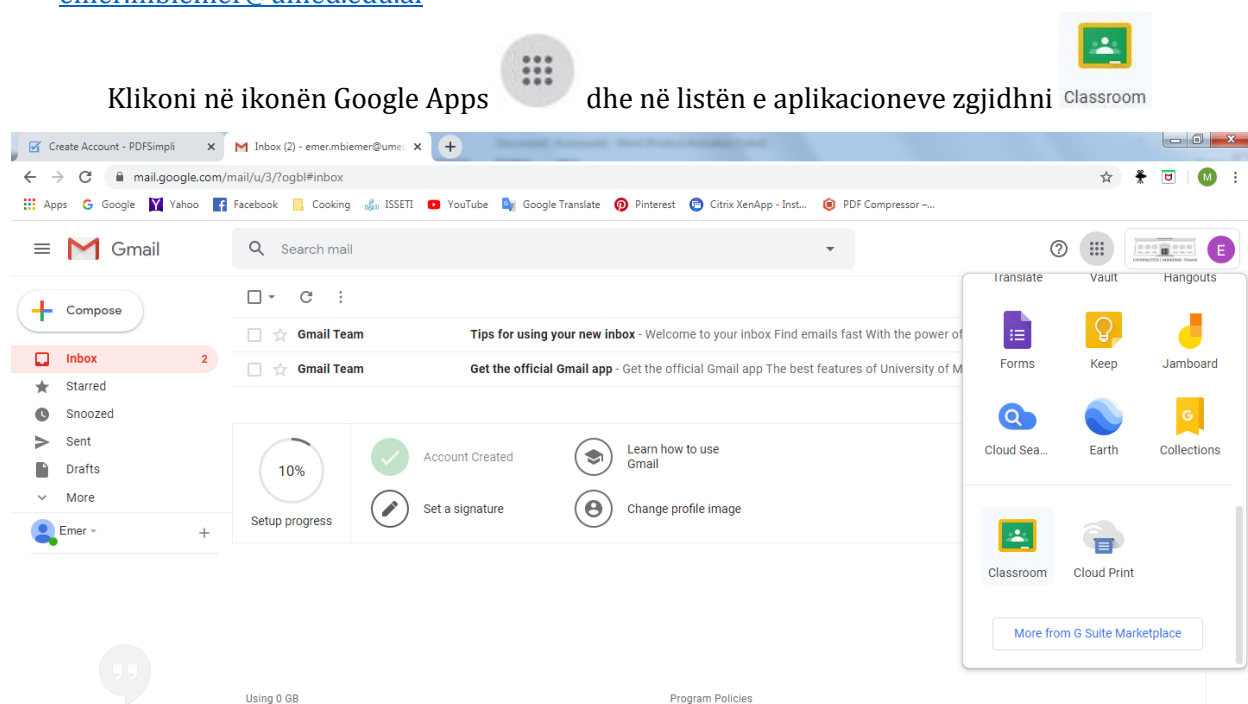 emer.mbiemer@umed.edu.al
Klikoni në ikonën Google Apps dhe në listën e aplikacioneve zgjidhni Classroom
Create Account - PDFSimpli
Inbox (2) - emer.mbiemer@umec
mail.google.com/mail/u/3/?ogbl#inbox
M
Apps Google Yahoo Facebook Cooking ISSETI YouTube Google Translate Pinterest Citrix XenApp - Inst... PDF Compressor –...
Gmail
Search mail
E
Compose
Inbox 2
Starred
Snoozed
Sent
Drafts
More
Emer
Gmail Team Tips for using your new inbox - Welcome to your inbox Find emails fast With the power of
Gmail Team Get the official Gmail app - Get the official Gmail app The best features of University of M
10%
Setup progress
Account Created
Set a signature
Learn how to use
Gmail
Change profile image
Translate Vault Hangouts
Forms Keep Jamboard
Cloud Sea... Earth Collections
Classroom Cloud Print
More from G Suite Marketplace
Using 0 GB
Program Policies